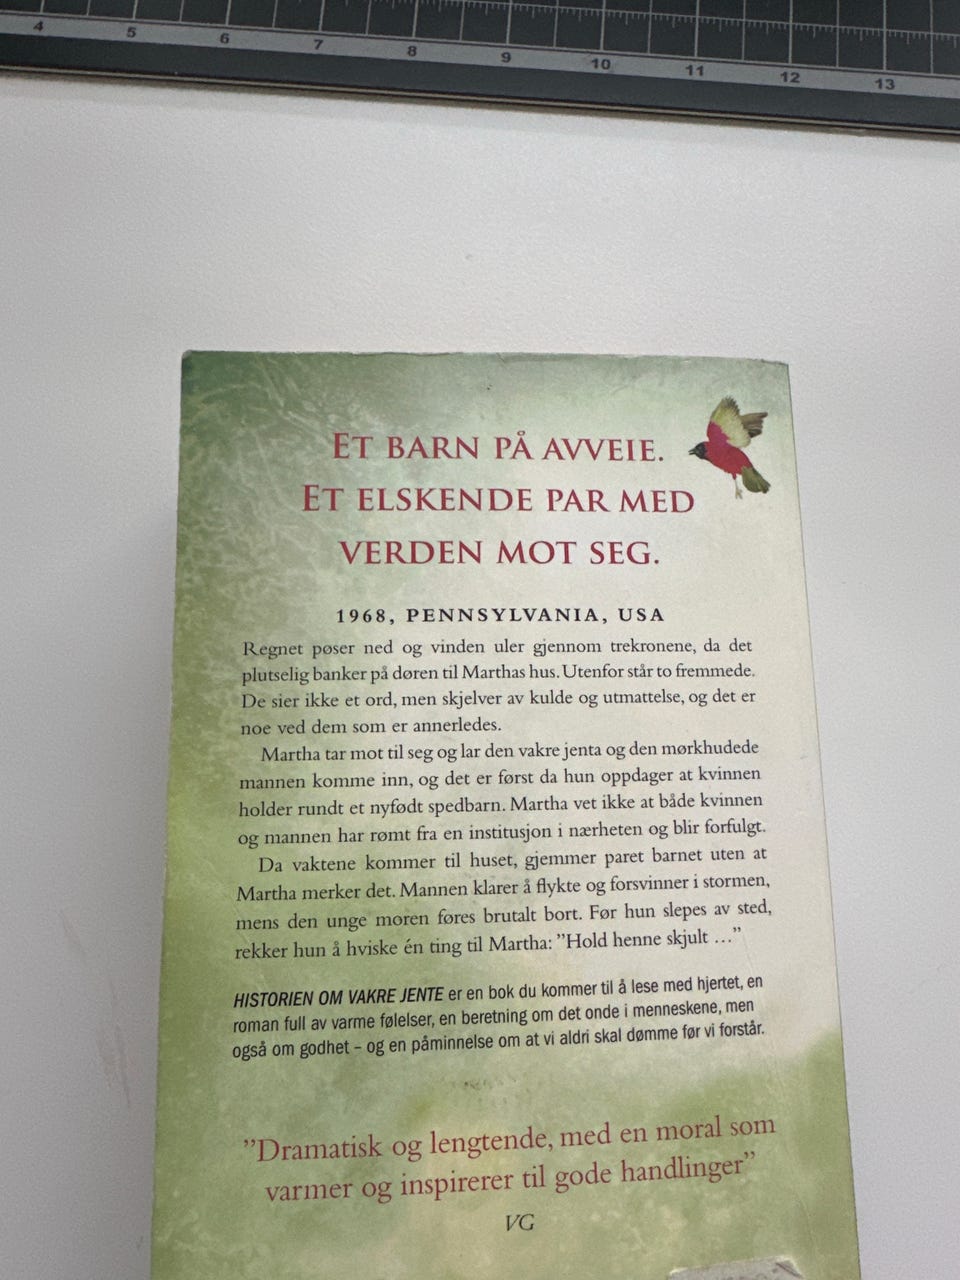 4 5 6 7 8 9 10 11 12 13
ET BARN PÅ AVVEIE.
ET ELSKENDE PAR MED
VERDEN MOT SEG.
1968, PENNSYLVANIA, USA
Regnet pøser ned og vinden uler gjennom trekronene, da det
plutselig banker på døren til Marthas hus. Utenfor står to fremmede.
De sier ikke et ord, men skjelver av kulde og utmattelse, og det er
noe ved dem som er annerledes.
Martha tar mot til seg og lar den vakre jenta og den mørkhudede
mannen komme inn, og det er først da hun oppdager at kvinnen
holder rundt et nyfødt spedbarn. Martha vet ikke at både kvinnen
og mannen har rømt fra en institusjon i nærheten og blir forfulgt.
Da vaktene kommer til huset, gjemmer paret barnet uten at
Martha merker det. Mannen klarer å flykte og forsvinner i stormen,
mens den unge moren føres brutalt bort. Før hun slepes av sted,
rekker hun å hviske én ting til Martha: ”Hold henne skjult ...”
HISTORIEN OM VAKRE JENTE er en bok du kommer til å lese med hjertet, en
roman full av varme følelser, en beretning om det onde i menneskene, men
også om godhet – og en påminnelse om at vi aldri skal dømme før vi forstår.
”Dramatisk og lengtende, med en moral som
varmer og inspirerer til gode handlinger”
VG